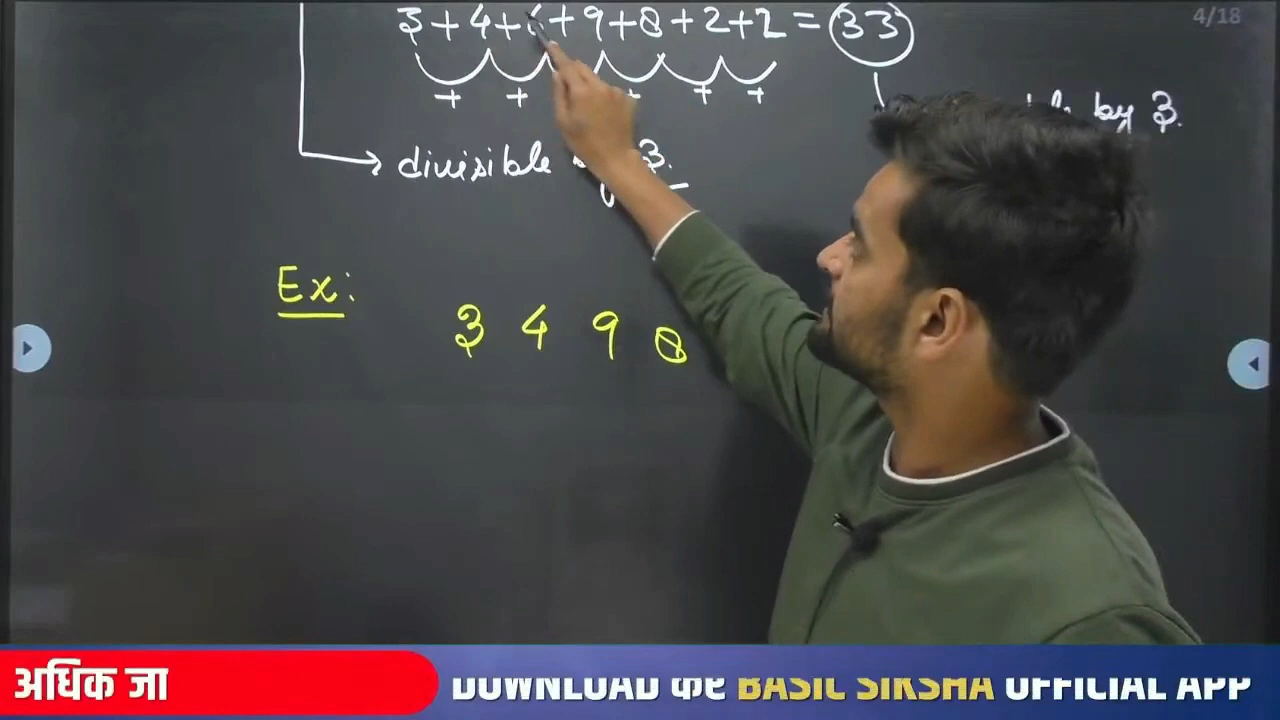 4/18
3+4+ +9+8+2+2 = 33
+ + + + +
by 3.
divisible 3.
Ex:
3 4 9 8
अधिक जा
DOWNLOAD करे BASIC SIKSHA OFFICIAL APP